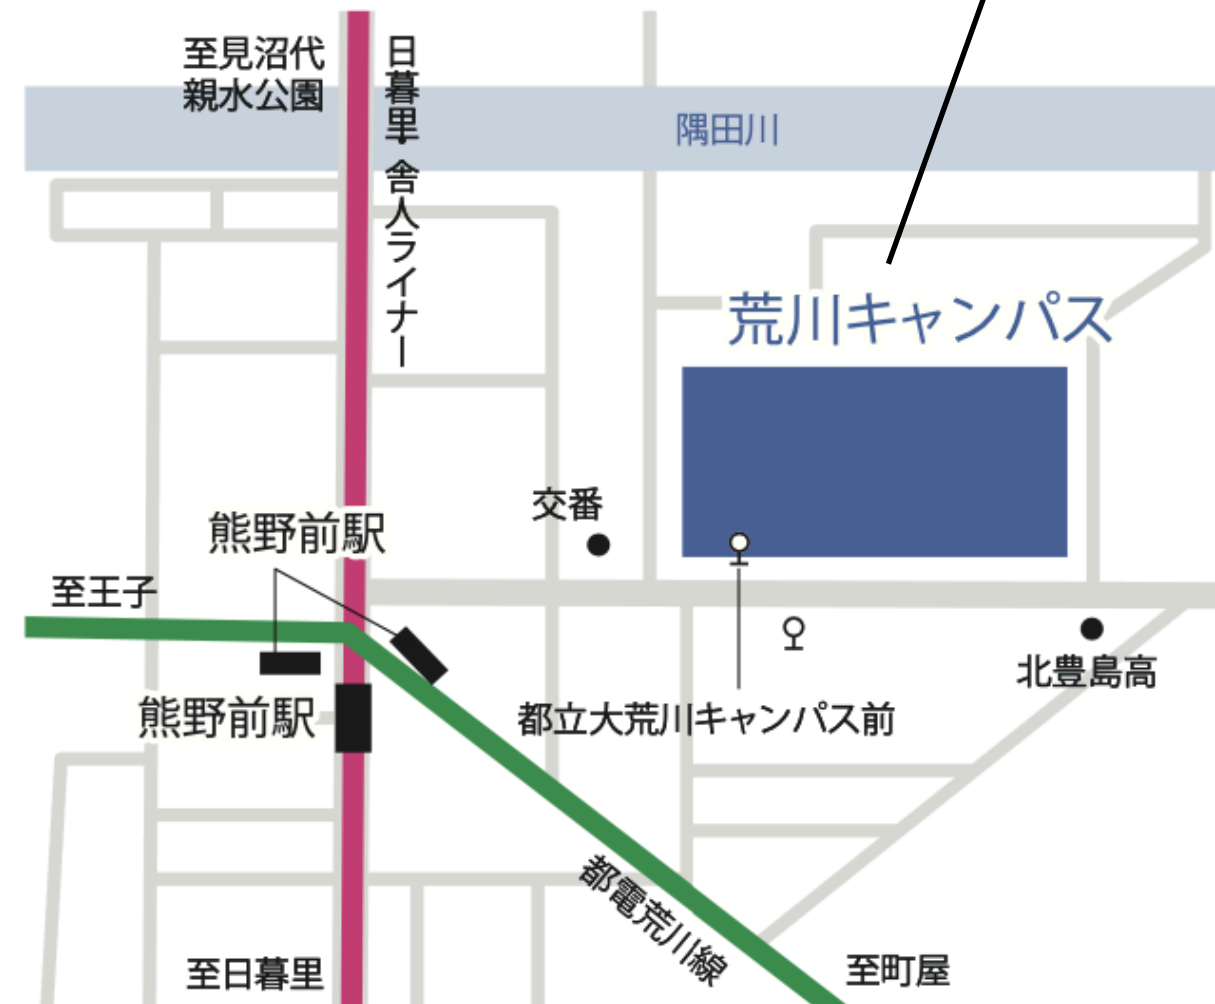 至見沼代
親水公園
日暮里・舎人ライナー
隅田川
荒川キャンパス
交番
熊野前駅
至王子
北豊島高
熊野前駅
都立大荒川キャンパス前
都電荒川線
至日暮里
至町屋